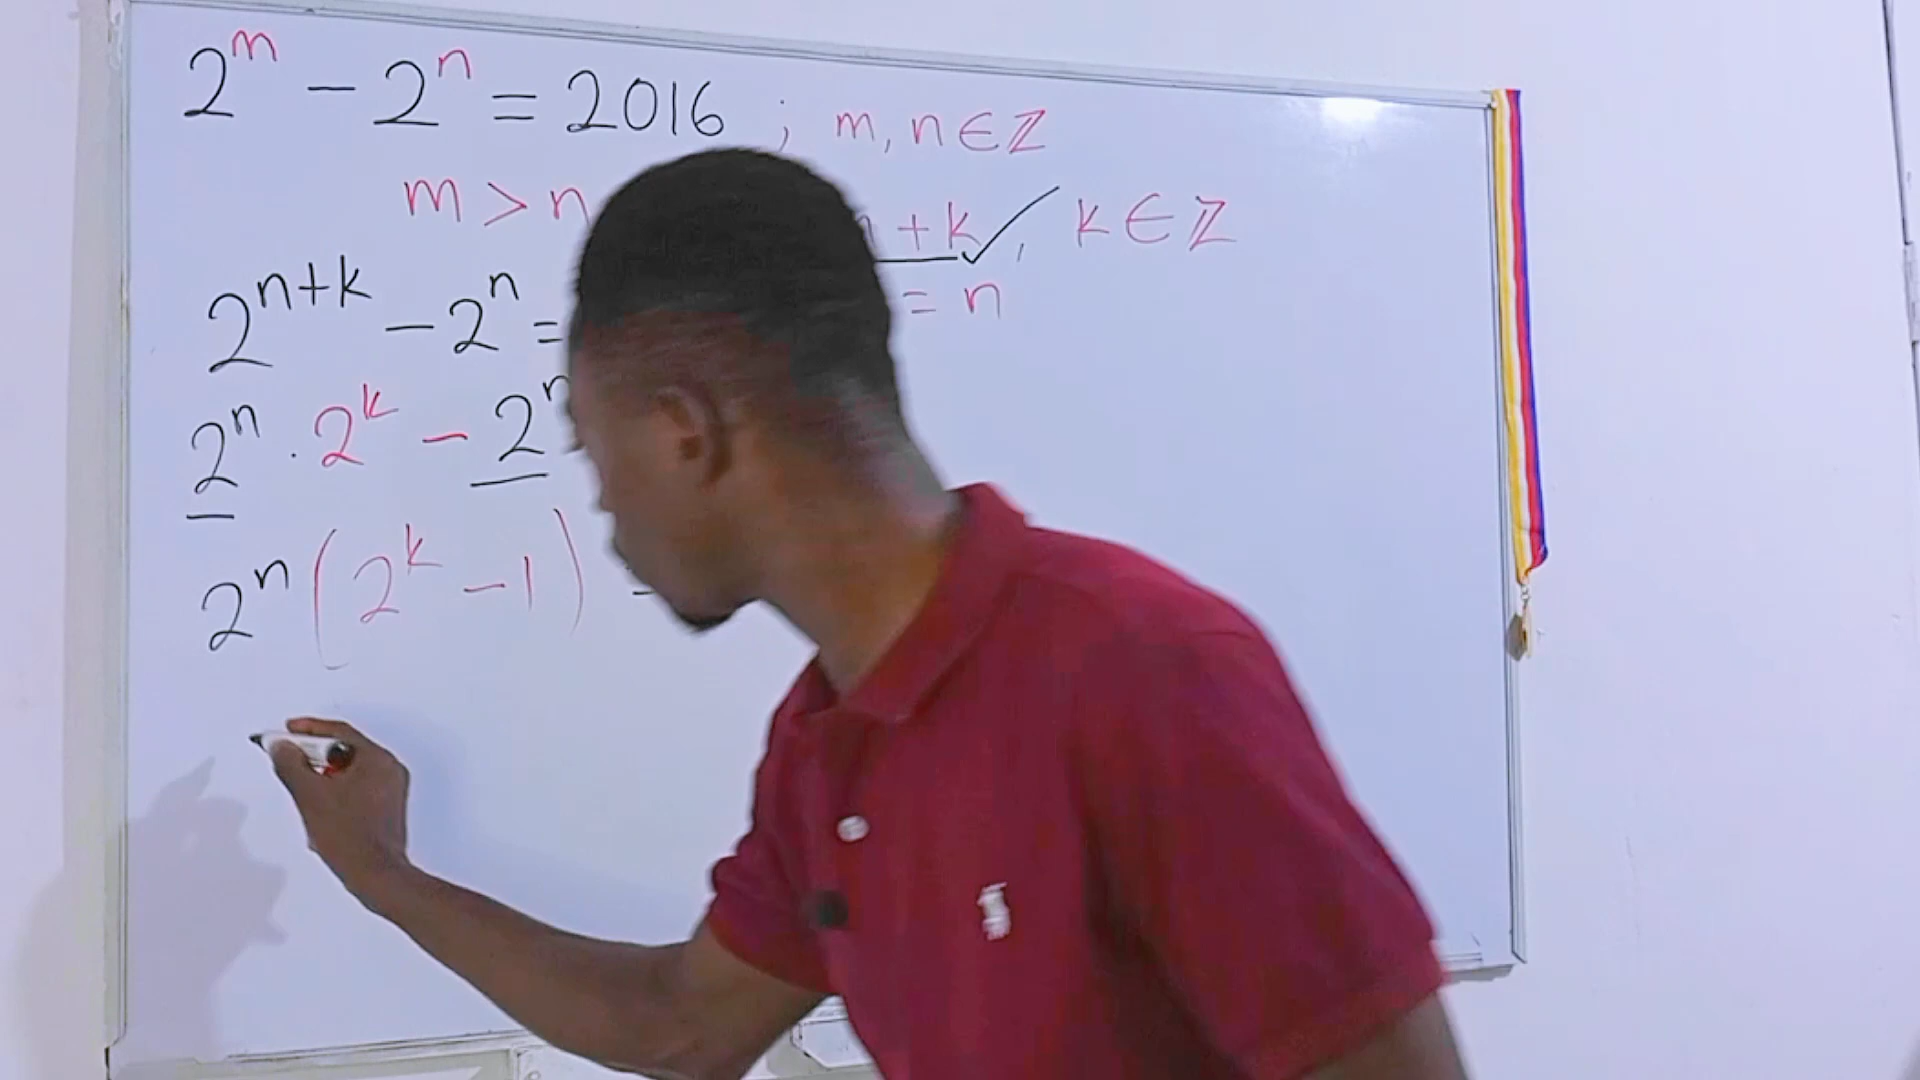 2^m - 2^n = 2016 ; m, n ∈ ℤ
m > n + k, k ∈ ℤ
2^{n+k} - 2^n = = n
2^n · 2^k - 2^n
2^n (2^k - 1)